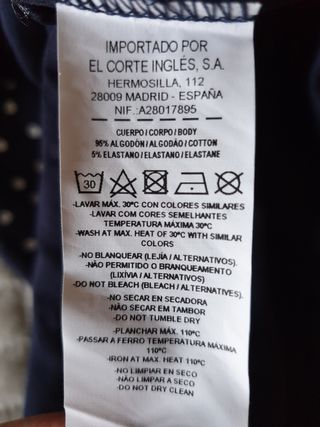 IMPORTADO POR
EL CORTE INGLÉS, S.A.
HERMOSILLA, 112
28009 MADRID - ESPAÑA
NIF.:A28017895
CUERPO / CORPO / BODY
95% ALGODÓN / ALGODÃO / COTTON
5% ELASTANO / ELASTANO / ELASTANE
30
-LAVAR MÁX. 30ºC CON COLORES SIMILARES
-LAVAR COM CORES SEMELHANTES
TEMPERATURA MÁXIMA 30ºC
-WASH AT MAX. HEAT OF 30ºC WITH SIMILAR
COLORS
-NO BLANQUEAR (LEJÍA / ALTERNATIVOS).
-NÃO PERMITIDO O BRANQUEAMENTO
(LIXÍVIA / ALTERNATIVAS)
-DO NOT BLEACH (BLEACH / ALTERNATIVES).
-NO SECAR EN SECADORA
-NÃO SECAR EM TAMBOR
- DO NOT TUMBLE DRY
-PLANCHAR MÁX. 110ºC
-PASSAR A FERRO TEMPERATURA MÁXIMA
110ºC
-IRON AT MAX. HEAT 110ºC
-NO LIMPIAR EN SECO
-NÃO LIMPAR A SECO
- DO NOT DRY CLEAN